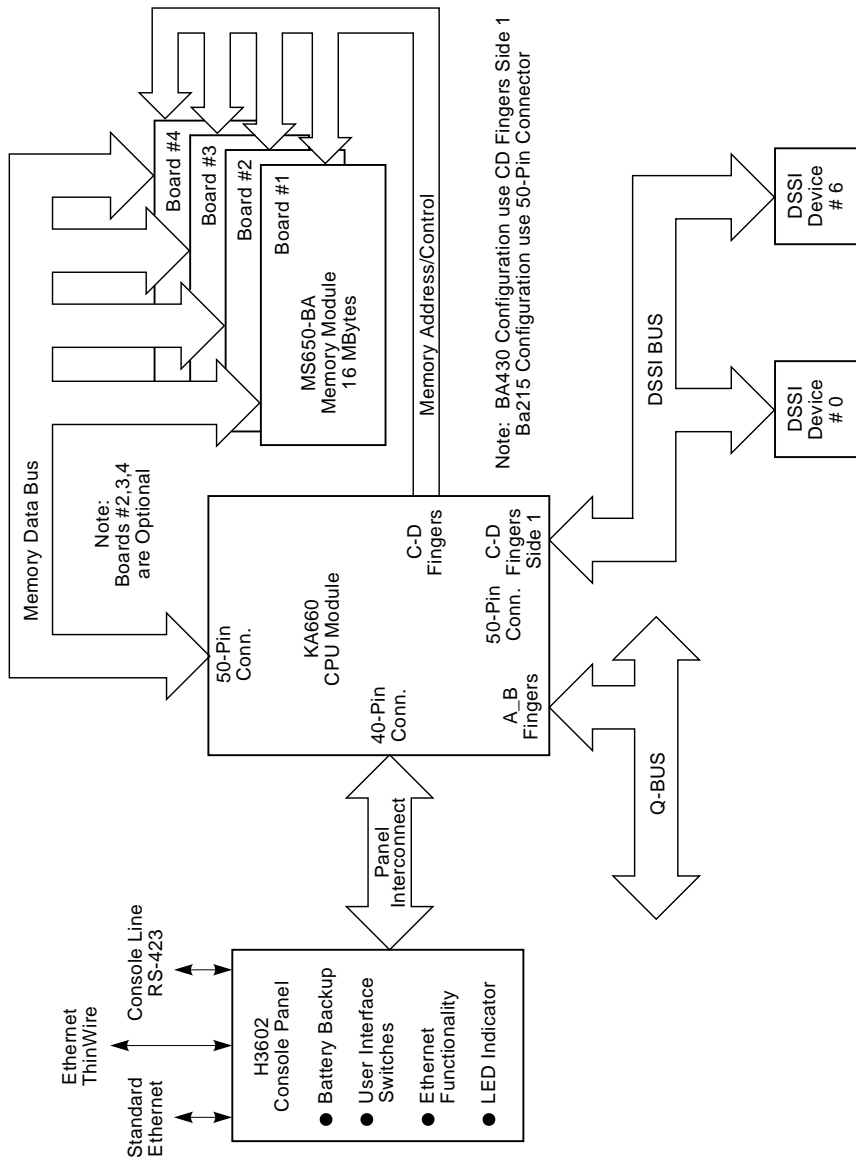 Standard
Ethernet
Ethernet
ThinWire
Console Line
RS-423
H3602
Console Panel
● Battery Backup
● User Interface
Switches
● Ethernet
Functionality
● LED Indicator
Panel
Interconnect
Memory Data Bus
Note:
Boards #2,3,4
are Optional
50-Pin
Conn.
KA660
CPU Module
40-Pin
Conn.
C-D
Fingers
A_B
Fingers
50-Pin
Conn.
C-D
Fingers
Side 1
Board #4
Board #3
Board #2
Board #1
MS650-BA
Memory Module
16 MBytes
Memory Address/Control
Note: BA430 Configuration use CD Fingers Side 1
Ba215 Configuration use 50-Pin Connector
Q-BUS
DSSI BUS
DSSI
Device
# 0
DSSI
Device
# 6